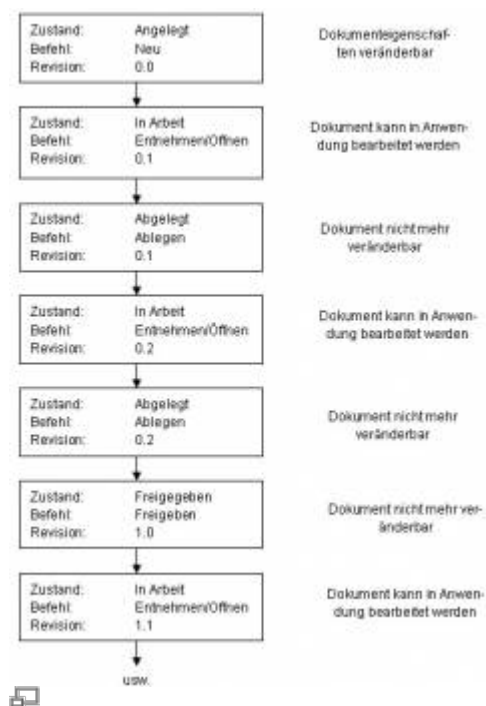 Zustand: Angelegt
Befehl: Neu
Revision: 0.0
Dokumenteigenschaf-
ten veränderbar
Zustand: In Arbeit
Befehl: Entnehmen/Öffnen
Revision: 0.1
Dokument kann in Anwen-
dung bearbeitet werden
Zustand: Abgelegt
Befehl: Ablegen
Revision: 0.1
Dokument nicht mehr
veränderbar
Zustand: In Arbeit
Befehl: Entnehmen/Öffnen
Revision: 0.2
Dokument kann in Anwen-
dung bearbeitet werden
Zustand: Abgelegt
Befehl: Ablegen
Revision: 0.2
Dokument nicht mehr
veränderbar
Zustand: Freigegeben
Befehl: Freigeben
Revision: 1.0
Dokument nicht mehr ver-
änderbar
Zustand: In Arbeit
Befehl: Entnehmen/Öffnen
Revision: 1.1
Dokument kann in Anwen-
dung bearbeitet werden
usw.